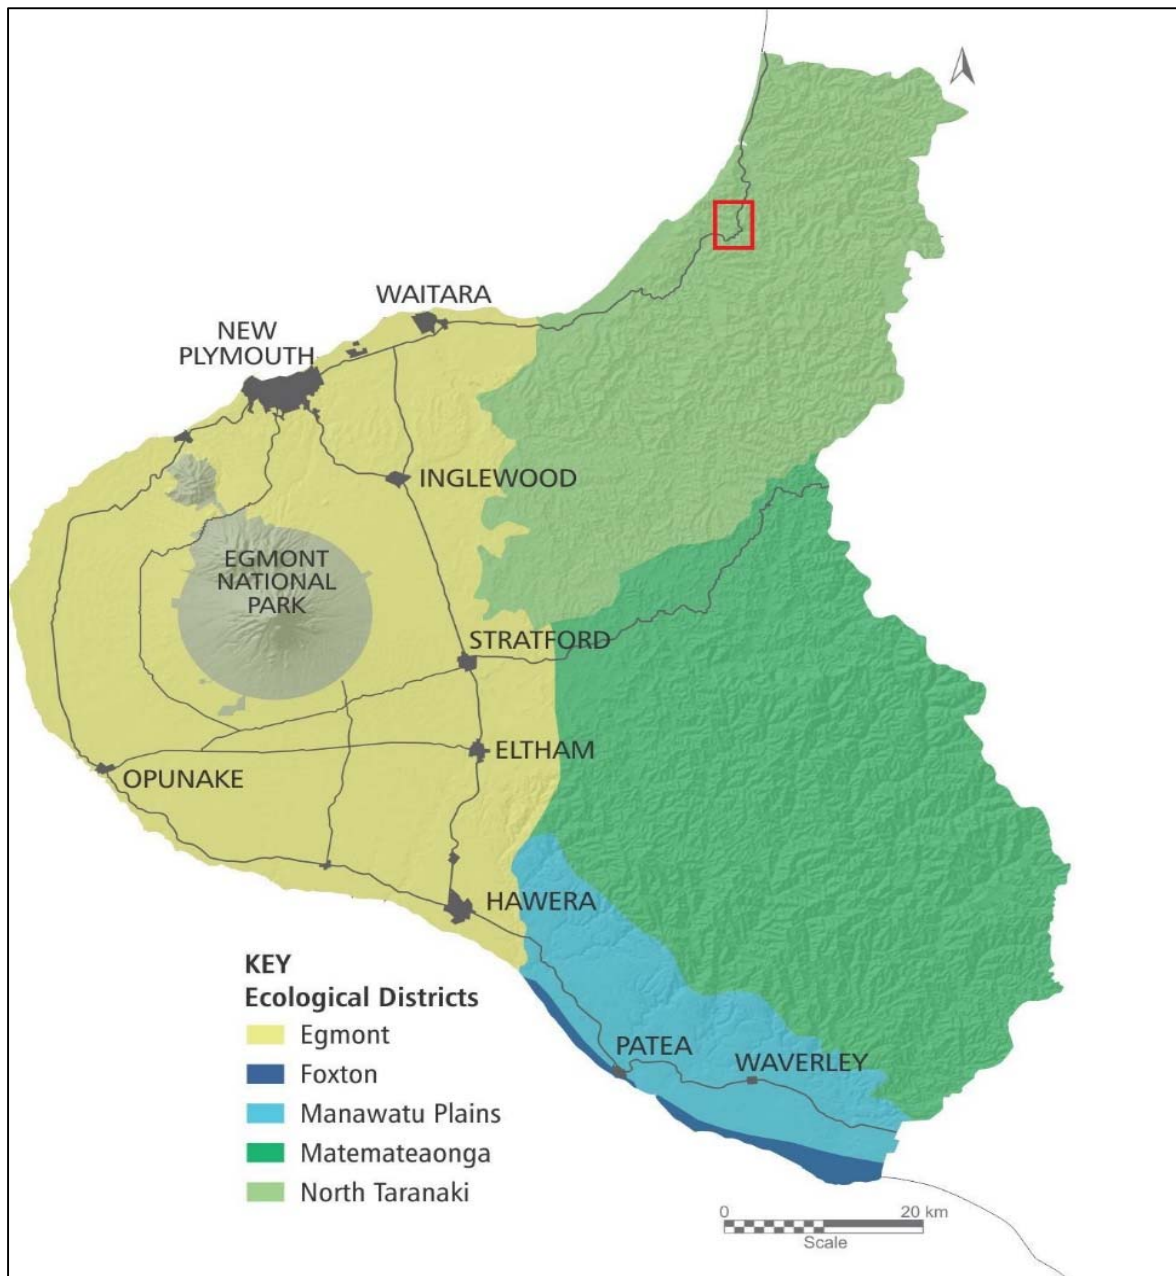 WAITARA
NEW
PLYMOUTH
INGLEWOOD
EGMONT
NATIONAL
PARK
STRATFORD
ELTHAM
OPUNAKE
HAWERA
KEY
Ecological Districts
Egmont
Foxton
Manawatu Plains
Matemateaonga
North Taranaki
PATEA
WAVERLEY
0 20 km
Scale